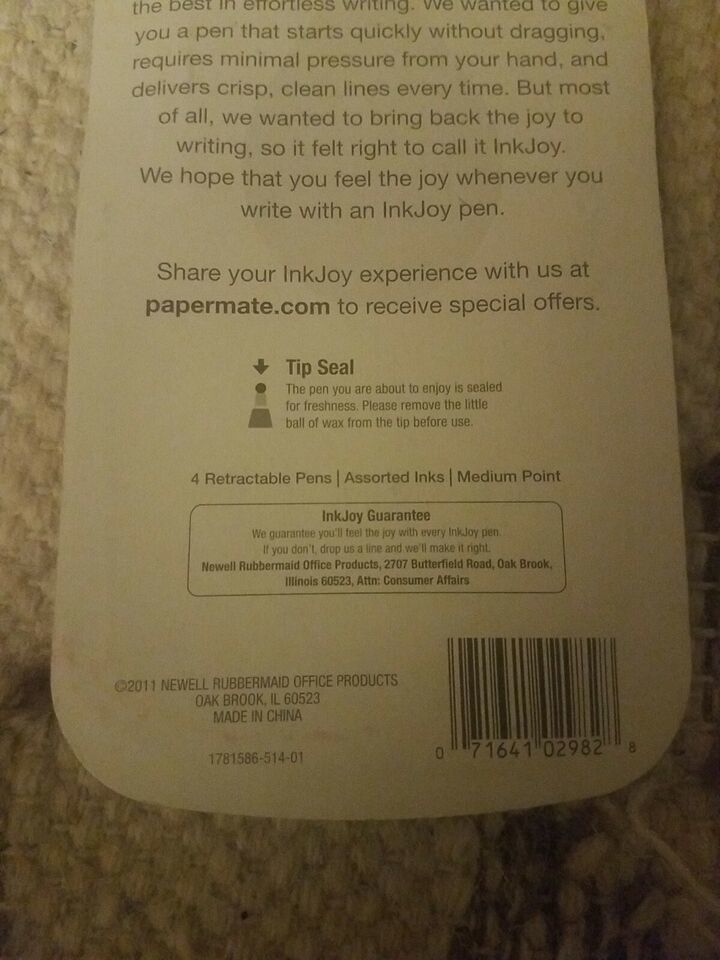 the best in effortless writing. We wanted to give
you a pen that starts quickly without dragging,
requires minimal pressure from your hand, and
delivers crisp, clean lines every time. But most
of all, we wanted to bring back the joy to
writing, so it felt right to call it InkJoy.
We hope that you feel the joy whenever you
write with an InkJoy pen.
Share your InkJoy experience with us at
papermate.com to receive special offers.
Tip Seal
The pen you are about to enjoy is sealed
for freshness. Please remove the little
ball of wax from the tip before use.
4 Retractable Pens | Assorted Inks | Medium Point
InkJoy Guarantee
We guarantee you'll feel the joy with every InkJoy pen.
If you don't, drop us a line and we'll make it right.
Newell Rubbermaid Office Products, 2707 Butterfield Road, Oak Brook,
Illinois 60523, Attn: Consumer Affairs
©2011 NEWELL RUBBERMAID OFFICE PRODUCTS
OAK BROOK, IL 60523
MADE IN CHINA
1781586-514-01
0 71641 02982 8